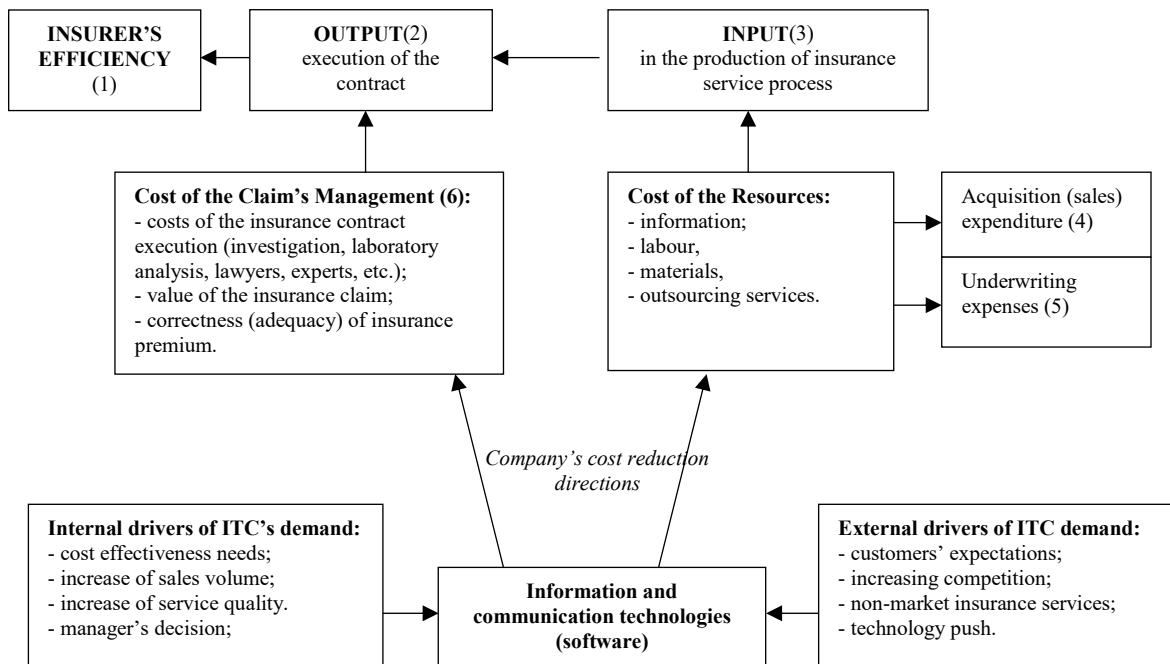 INSURER'S
EFFICIENCY
(1)
OUTPUT(2)
execution of the
contract
INPUT(3)
in the production of insurance
service process
Cost of the Claim's Management (6):
- costs of the insurance contract
execution (investigation, laboratory
analysis, lawyers, experts, etc.);
- value of the insurance claim;
- correctness (adequacy) of insurance
premium.
Cost of the Resources:
- information;
- labour,
- materials,
- outsourcing services.
Acquisition (sales)
expenditure (4)
Underwriting
expenses (5)
Company's cost reduction
directions
Internal drivers of ITC's demand:
- cost effectiveness needs;
- increase of sales volume;
- increase of service quality.
- manager's decision;
Information and
communication technologies
(software)
External drivers of ITC demand:
- customers' expectations;
- increasing competition;
- non-market insurance services;
- technology push.